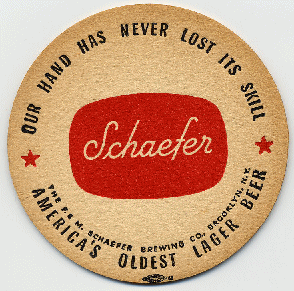 OUR HAND HAS NEVER LOST ITS SKILL
Schaefer
THE F. & M. SCHAEFER BREWING CO., BROOKLYN, N.Y.
AMERICA'S OLDEST LAGER BEER